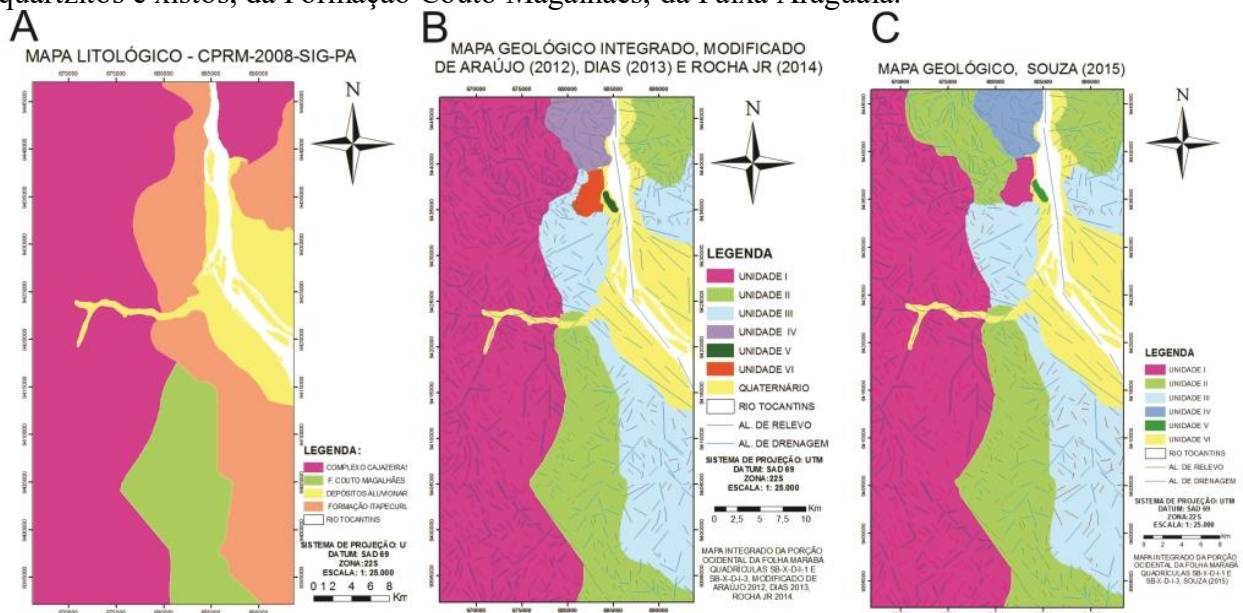 quartzitos e xistos, da Formação Couto Magalhães, da Faixa Araguaia.
A
MAPA LITOLÓGICO - CPRM-2008-SIG-PA
N
LEGENDA:
COMPLEXO CAJAZEIRAS
F. COUTO MAGALHÃES
DEPÓSITOS ALUVIONAR
FORMAÇÃO ITAPECURU
RIO TOCANTINS
SISTEMA DE PROJEÇÃO: U
DATUM: SAD 69
ZONA:22S
ESCALA: 1: 25.000
0 1 2 4 6 8
Km
B
MAPA GEOLÓGICO INTEGRADO, MODIFICADO
DE ARAÚJO (2012), DIAS (2013) E ROCHA JR (2014)
N
LEGENDA
UNIDADE I
UNIDADE II
UNIDADE III
UNIDADE IV
UNIDADE V
UNIDADE VI
QUATERNÁRIO
RIO TOCANTINS
AL. DE RELEVO
AL. DE DRENAGEM
SISTEMA DE PROJEÇÃO: UTM
DATUM: SAD 69
ZONA:22S
ESCALA: 1: 25.000
0 2,5 5 7,5 10 Km
MAPA INTEGRADO DA PORÇÃO
OCIDENTAL DA FOLHA MARABÁ
QUADRÍCULAS SB-X-D-I-1 E
SB-X-D-I-3, MODIFICADO DE
ARAÚJO 2012, DIAS 2013,
ROCHA JR 2014.
C
MAPA GEOLÓGICO, SOUZA (2015)
N
LEGENDA
UNIDADE I
UNIDADE II
UNIDADE III
UNIDADE IV
UNIDADE V
UNIDADE VI
RIO TOCANTINS
AL. DE RELEVO
AL. DE DRENAGEM
SISTEMA DE PROJEÇÃO: UTM
DATUM: SAD 69
ZONA:22S
ESCALA: 1: 25.000
0 2 4 6 8 Km
MAPA INTEGRADO DA PORÇÃO
OCIDENTAL DA FOLHA MARABÁ
QUADRÍCULAS SB-X-D-I-1 E
SB-X-D-I-3, SOUZA (2015)